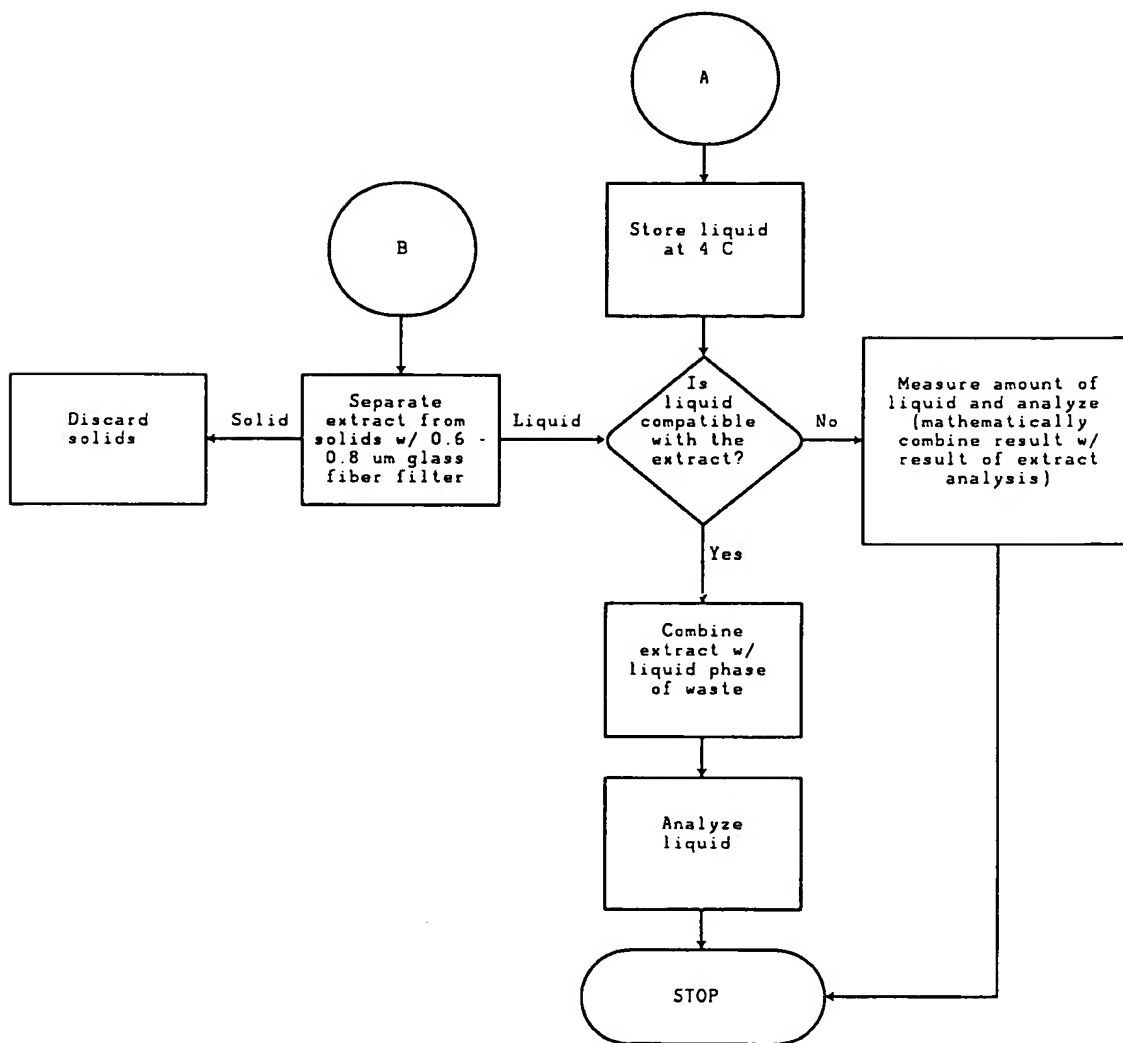 A
Store liquid
at 4 C
B
Discard
solids
Solid
Separate
extract from
solids w/ 0.6 -
0.8 um glass
fiber filter
Liquid
Is
liquid
compatible
with the
extract?
No
Measure amount of
liquid and analyze
(mathematically
combine result w/
result of extract
analysis)
Yes
Combine
extract w/
liquid phase
of waste
Analyze
liquid
STOP